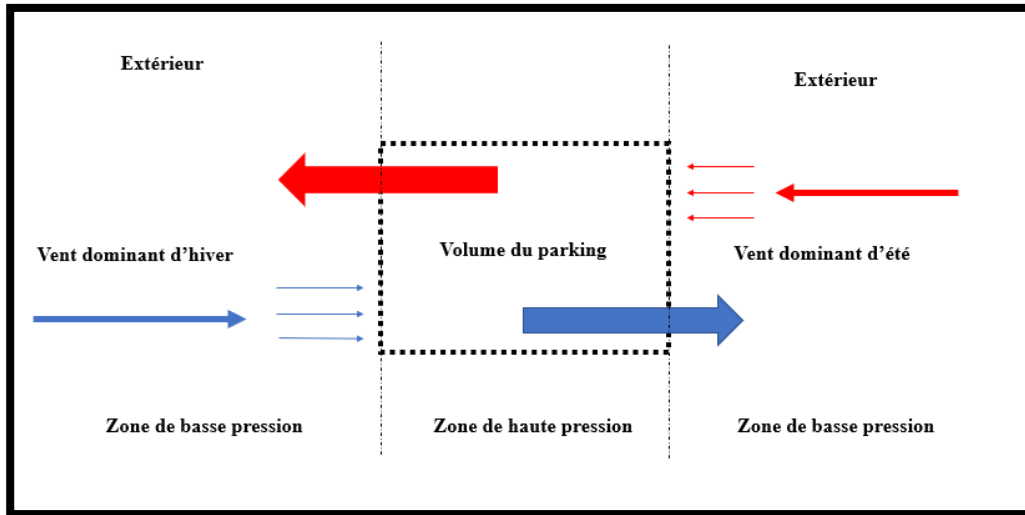 Extérieur
Extérieur
Vent dominant d’hiver
Volume du parking
Vent dominant d’été
Zone de basse pression
Zone de haute pression
Zone de basse pression